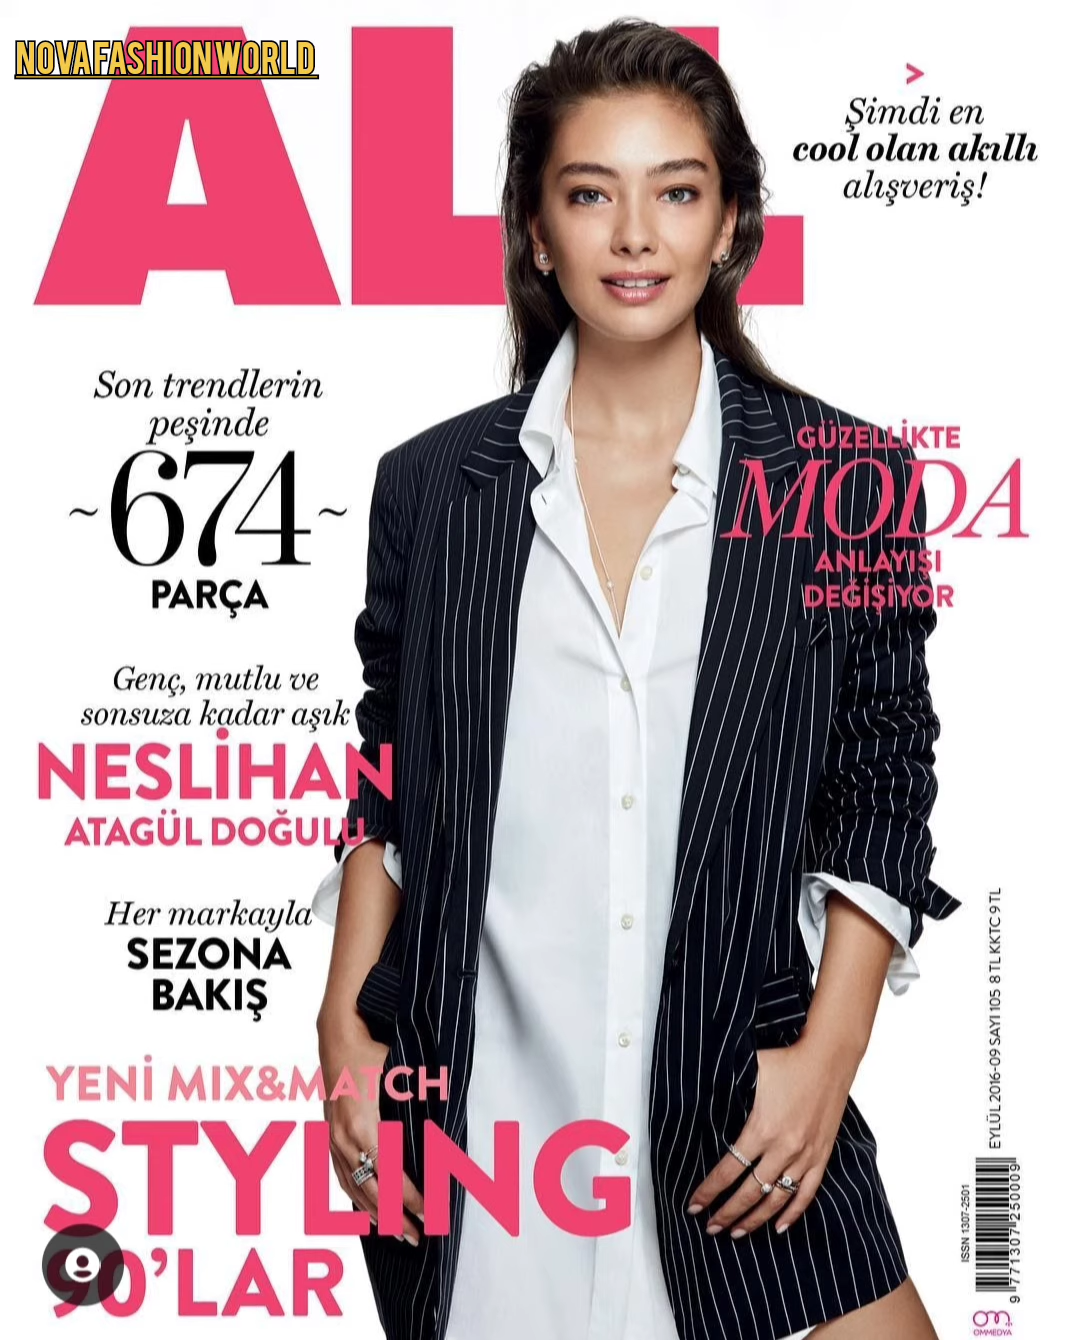 NOVAFASHIONWORLD
ALL
>
Şimdi en
cool olan akıllı
alışveriş!
Son trendlerin
peşinde
~674~
PARÇA
GÜZELLİKTE
MODA
ANLAYIŞI
DEĞİŞİYOR
Genç, mutlu ve
sonsuza kadar aşık
NESLİHAN
ATAGÜL DOĞULU
Her markayla
SEZONA
BAKIŞ
YENİ MIX&MATCH
STYLING
90'LAR
EYLÜL 2016-09 SAYI 105 8 TL KKTC 9 TL
ISSN 1307-2501
9 771307 250009
OMMEDYA